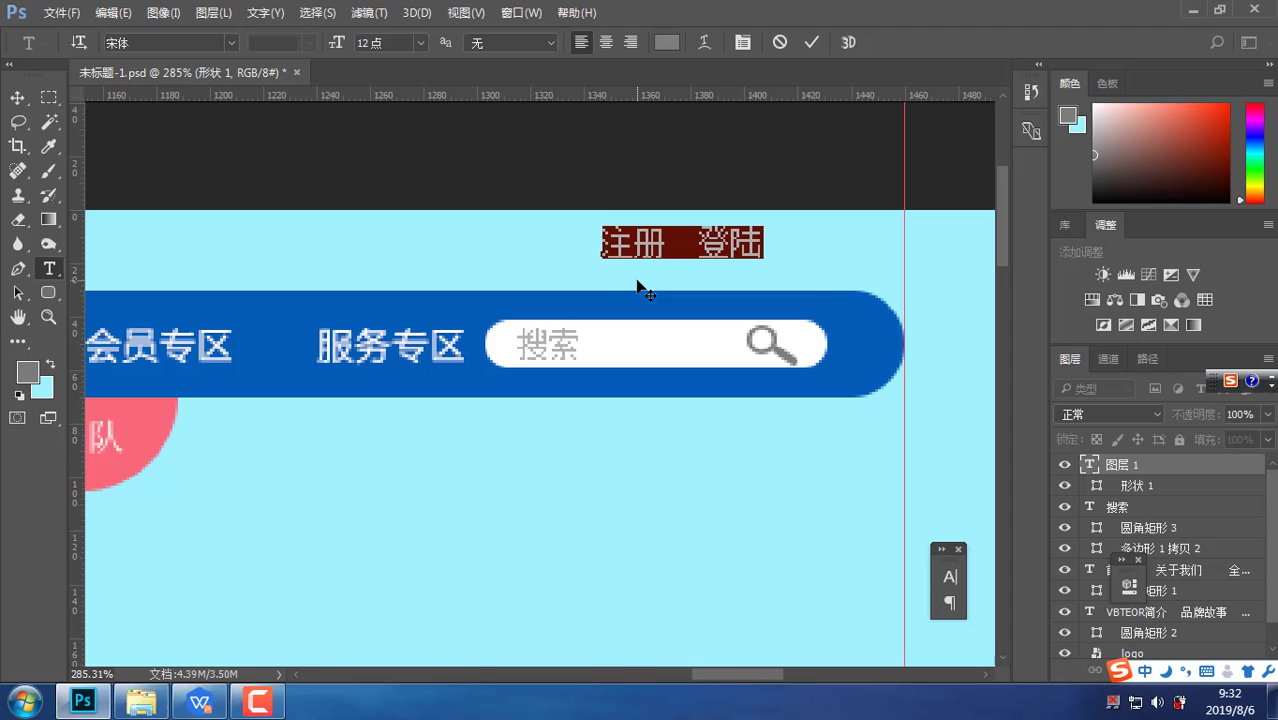 Ps 文件(F) 编辑(E) 图像(I) 图层(L) 文字(Y) 选择(S) 滤镜(T) 3D(D) 视图(V) 窗口(W) 帮助(H)
T 宋体 12 点 aa 无 3D
未标题-1.psd @ 285% (形状 1, RGB/8#) * ×
1160 1180 1200 1220 1240 1260 1280 1300 1320 1340 1360 1380 1400 1420 1440 1460 1480
颜色 色板
注册 登陆
库 调整
添加调整
会员专区 服务专区 搜索
队
图层 通道 路径
类型
正常 不透明度: 100%
锁定: 填充: 100%
T 图层 1
形状 1
T 搜索
圆角矩形 3
多边形 1 拷贝 2
关于我们 全...
矩形 1
T VBTEOR简介 品牌故事 ...
圆角矩形 2
logo
285.31% 文档:4.39M/3.50M
中
9:32
2019/8/6